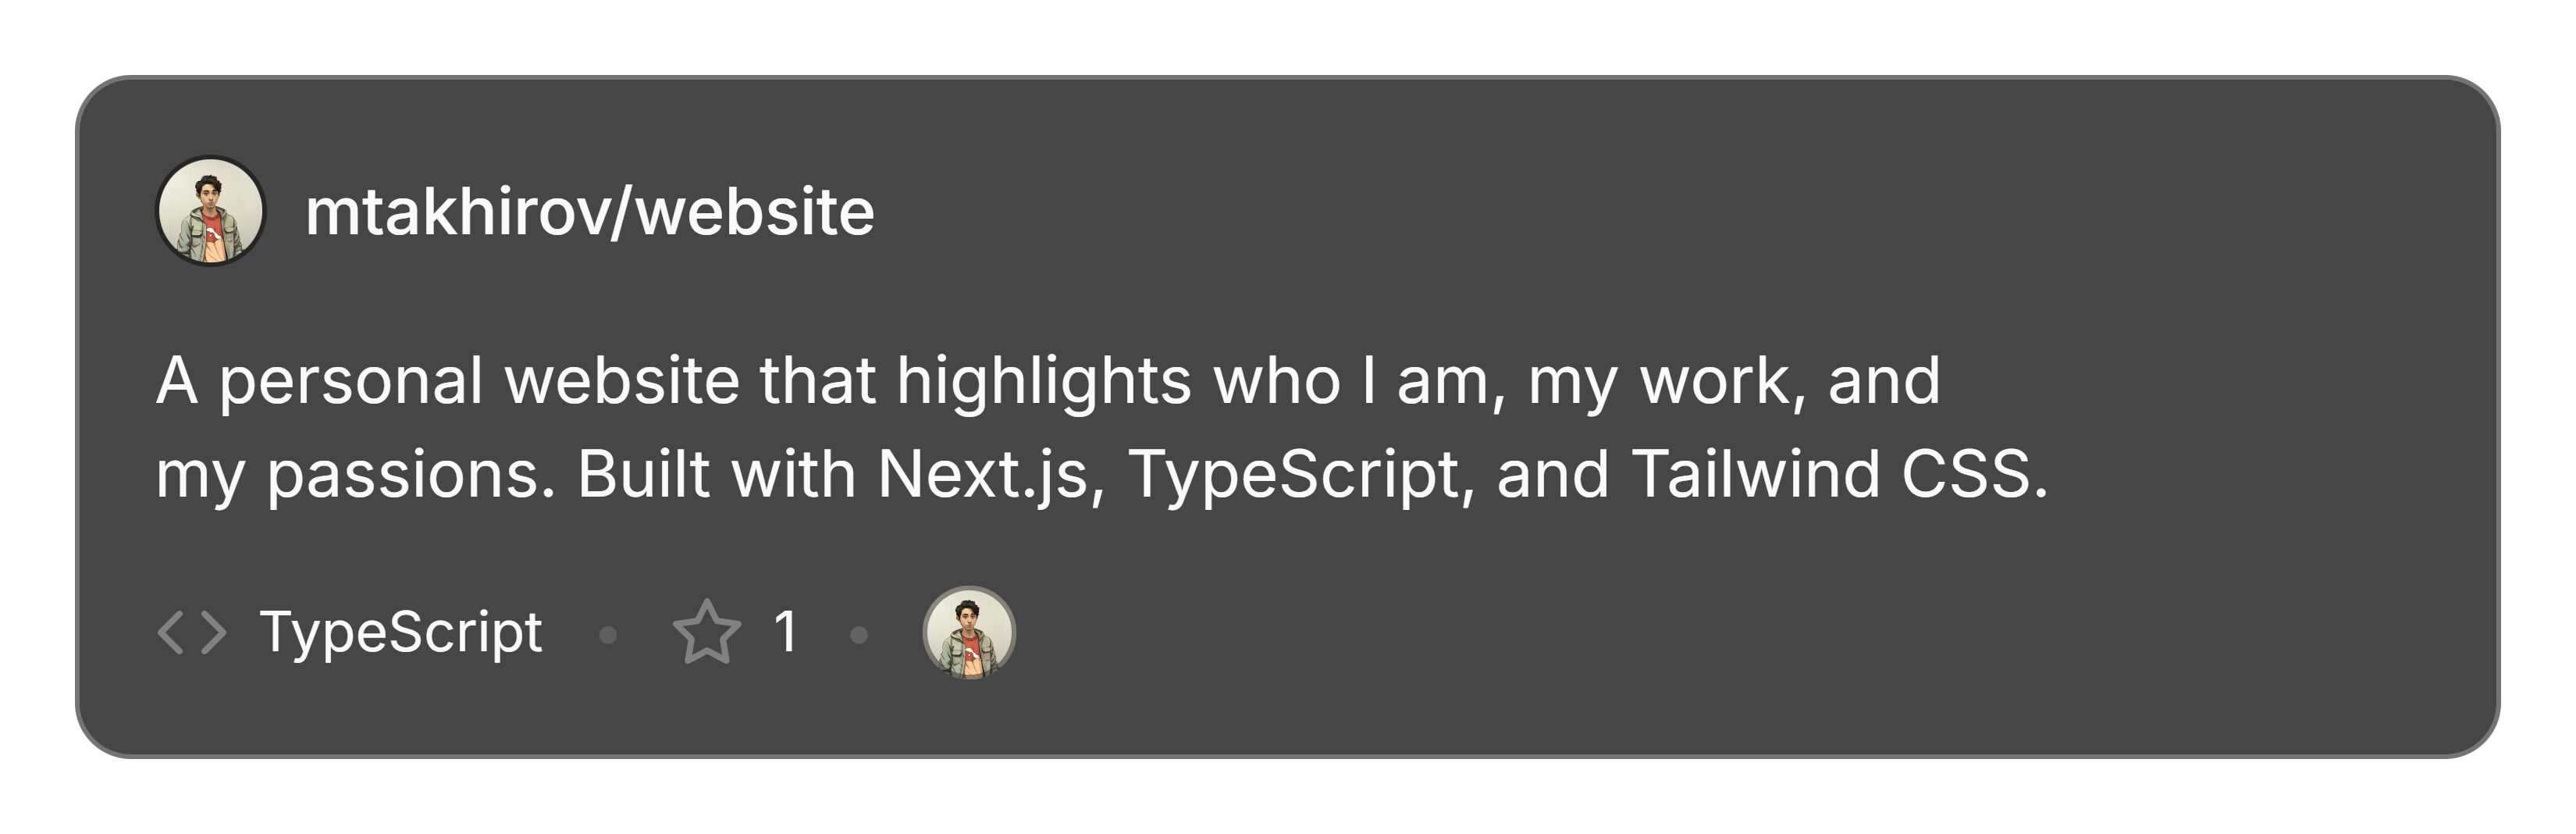 mtakhirov/website
A personal website that highlights who I am, my work, and
my passions. Built with Next.js, TypeScript, and Tailwind CSS.
TypeScript • 1 •